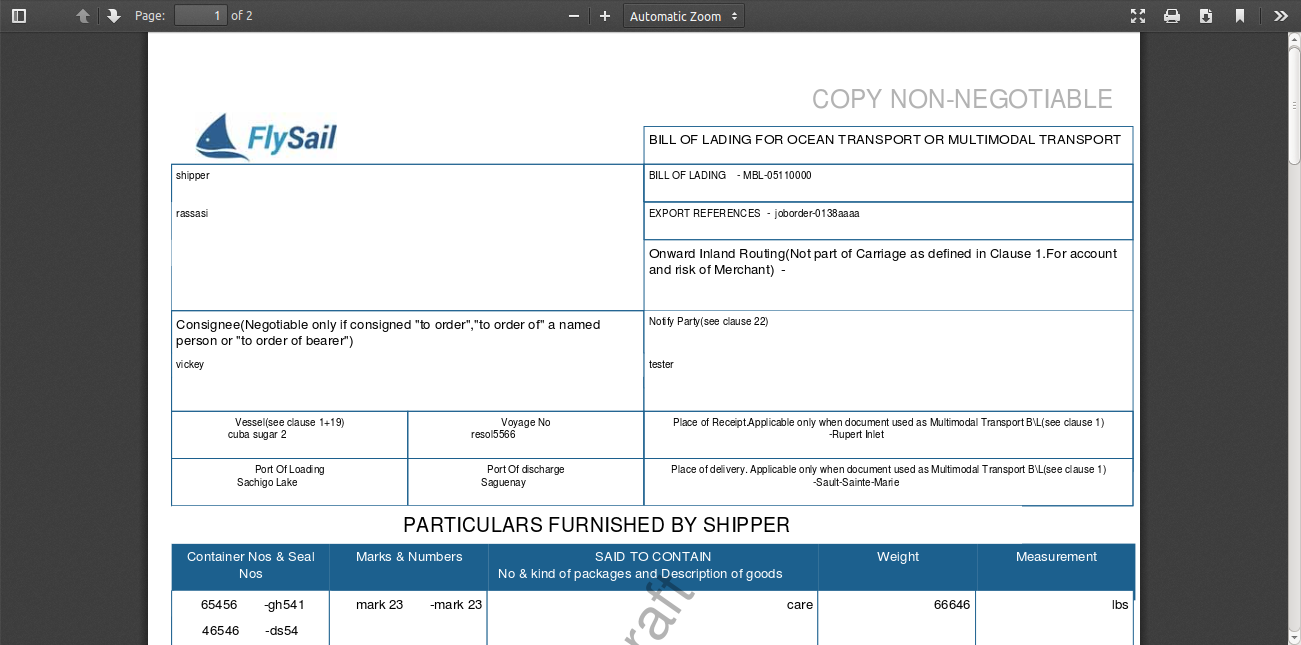 Page: 1 of 2
Automatic Zoom
COPY NON-NEGOTIABLE
FlySail
BILL OF LADING FOR OCEAN TRANSPORT OR MULTIMODAL TRANSPORT
shipper
BILL OF LADING - MBL-05110000
rassasi
EXPORT REFERENCES - joborder-0138aaaa
Onward Inland Routing(Not part of Carriage as defined in Clause 1.For account
and risk of Merchant) -
Consignee(Negotiable only if consigned "to order","to order of" a named
person or "to order of bearer")
vickey
Notify Party(see clause 22)
tester
Vessel(see clause 1+19)
cuba sugar 2
Voyage No
resol5566
Place of Receipt.Applicable only when document used as Multimodal Transport B\L(see clause 1)
-Rupert Inlet
Port Of Loading
Sachigo Lake
Port Of discharge
Saguenay
Place of delivery. Applicable only when document used as Multimodal Transport B\L(see clause 1)
-Sault-Sainte-Marie
PARTICULARS FURNISHED BY SHIPPER
Container Nos & Seal
Nos
Marks & Numbers
SAID TO CONTAIN
No & kind of packages and Description of goods
Weight
Measurement
65456 -gh541
mark 23 -mark 23
care
66646
lbs
46546 -ds54
raft